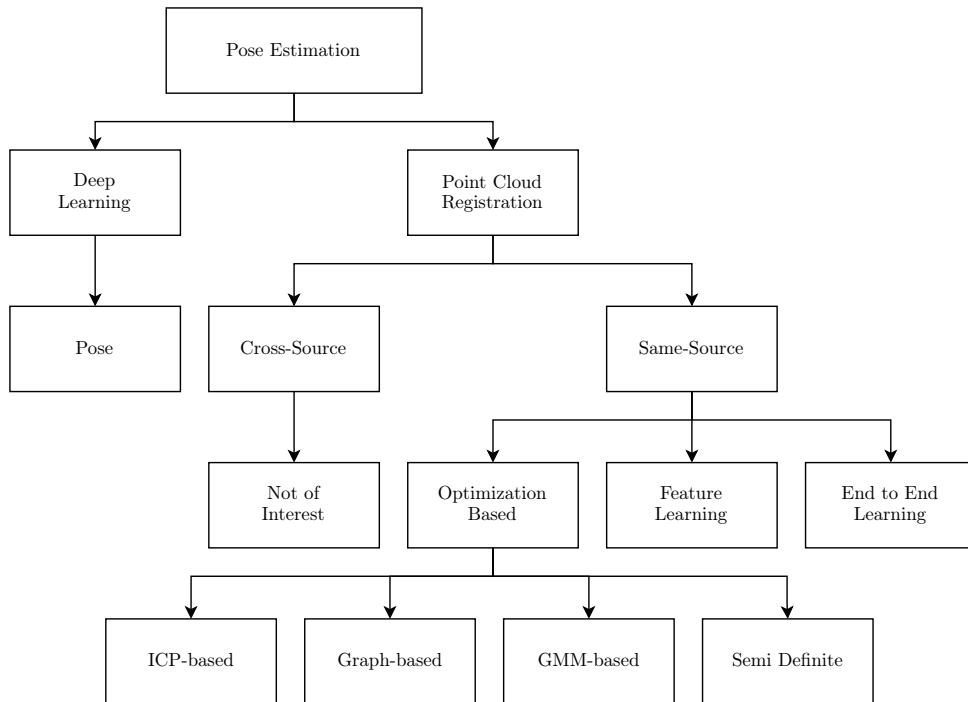 Pose Estimation
Deep
Learning
Point Cloud
Registration
Pose
Cross-Source
Same-Source
Not of
Interest
Optimization
Based
Feature
Learning
End to End
Learning
ICP-based
Graph-based
GMM-based
Semi Definite